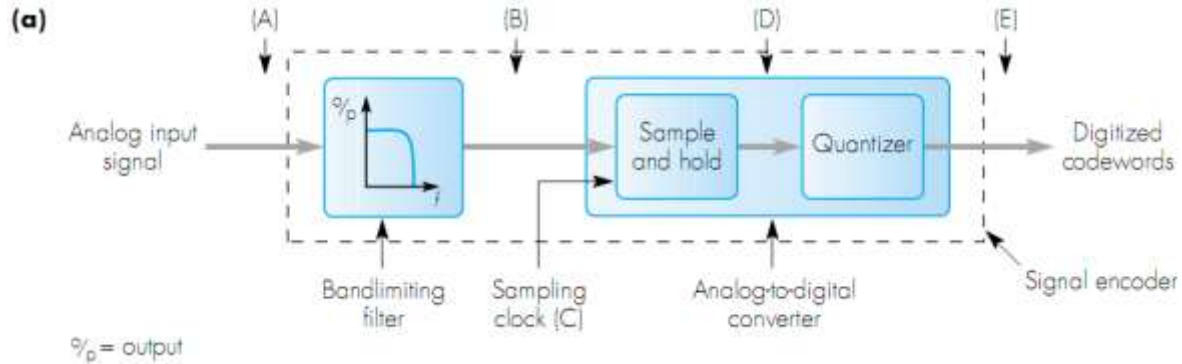 (a)
(A)
(B)
(D)
(E)
Analog input
signal
o/p
f
Sample
and hold
Quantizer
Digitized
codewords
Bandlimiting
filter
Sampling
clock (C)
Analog-to-digital
converter
Signal encoder
o/p = output